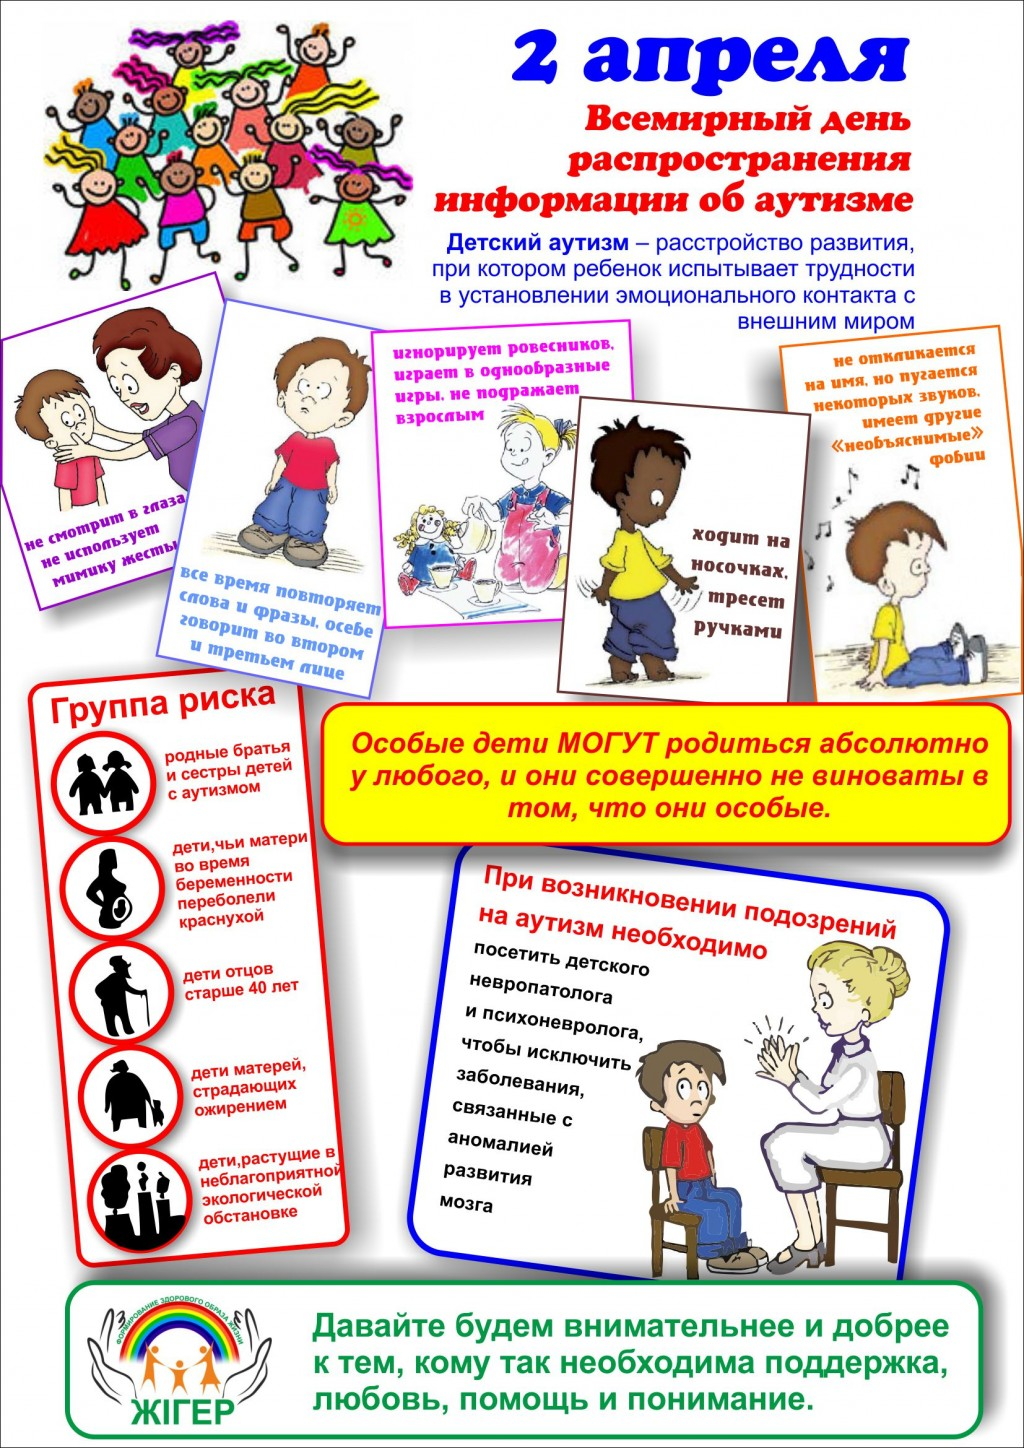 2 апреля
Всемирный день
распространения
информации об аутизме
Детский аутизм – расстройство развития,
при котором ребенок испытывает трудности
в установлении эмоционального контакта с
внешним миром
не смотрит в глаза
не использует
мимику жесты
все время повторяет
слова и фразы, осебе
говорит во втором
и третьем лице
игнорирует ровесников,
играет в однообразные
игры, не подражает
взрослым
ходит на
носочках,
тресет
ручками
не откликается
на имя, но пугается
некоторых звуков,
имеет другие
«необъяснимые»
фобии
Группа риска
родные братья
и сестры детей
с аутизмом
дети,чьи матери
во время
беременности
переболели
краснухой
дети отцов
старше 40 лет
дети матерей,
страдающих
ожирением
дети,растущие в
неблагоприятной
экологической
обстановке
Особые дети МОГУТ родиться абсолютно
у любого, и они совершенно не виноваты в
том, что они особые.
При возникновении подозрений
на аутизм необходимо
посетить детского
невропатолога
и психоневролога,
чтобы исключить
заболевания,
связанные с
аномалией
развития
мозга
ФОРМИРОВАНИЕ ЗДОРОВОГО ОБРАЗА ЖИЗНИ
ЖІГЕР
Давайте будем внимательнее и добрее
к тем, кому так необходима поддержка,
любовь, помощь и понимание.